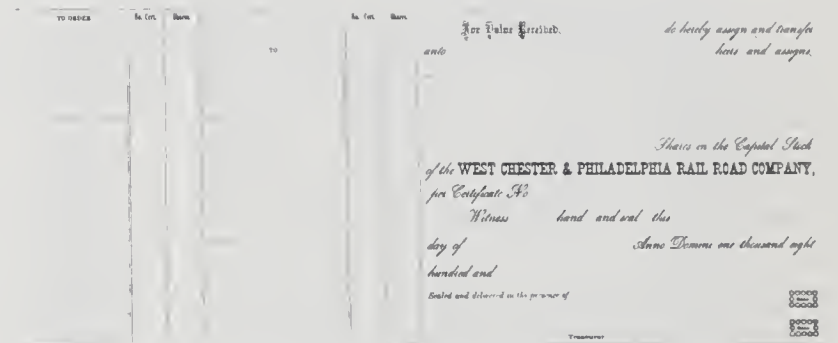 TO ORDER
No. Cert. Shares.
TO
No. Cert. Shares.
For Value Received, do hereby assign and transfer
unto heirs and assigns,
Shares in the Capital Stock
of the WEST CHESTER & PHILADELPHIA RAIL ROAD COMPANY,
per Certificate No
Witness hand and seal this
day of Anno Domini one thousand eight
hundred and
Sealed and delivered in the presence of
Treasurer